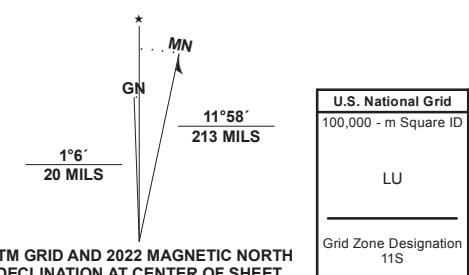 ★
MN
GN
11°58´
213 MILS
1°6´
20 MILS
TM GRID AND 2022 MAGNETIC NORTH
DECLINATION AT CENTER OF SHEET
U.S. National Grid
100,000 - m Square ID
LU
Grid Zone Designation
11S